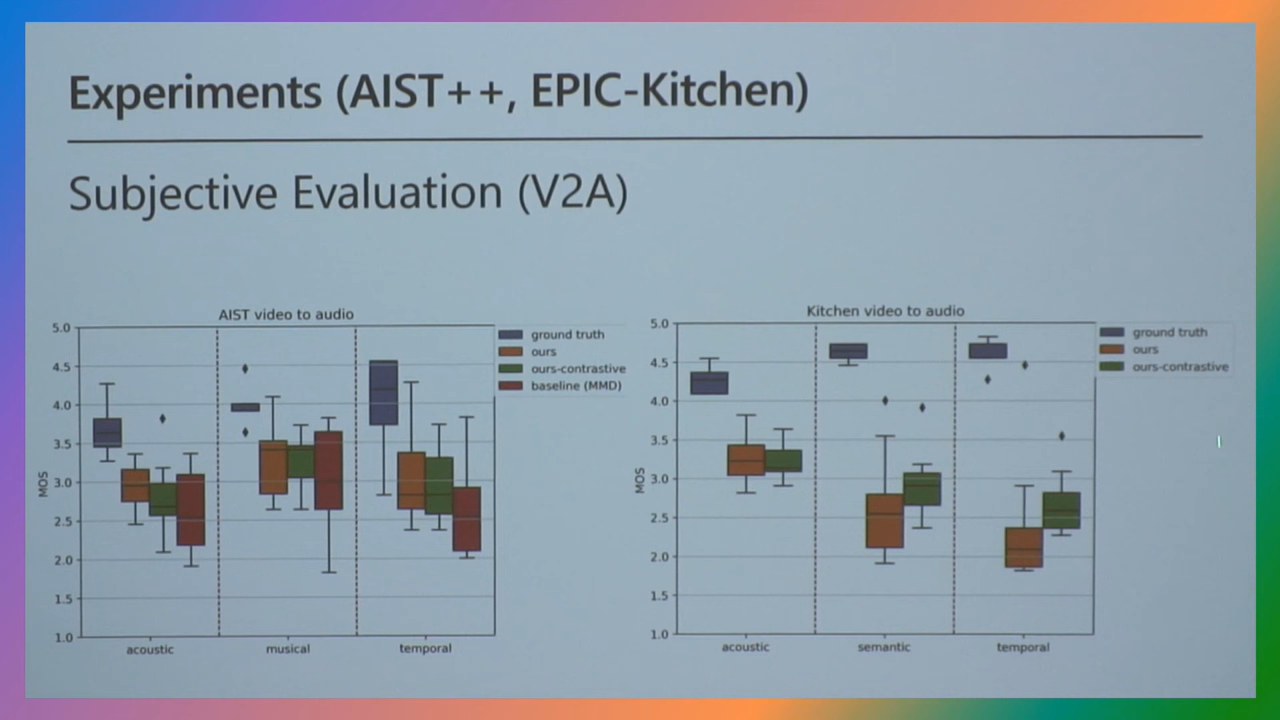 Experiments (AIST++, EPIC-Kitchen)
Subjective Evaluation (V2A)
AIST video to audio
5.0
4.5
4.0
3.5
3.0
2.5
2.0
1.5
1.0
MOS
acoustic
musical
temporal
ground truth
ours
ours-contrastive
baseline (MMD)
Kitchen video to audio
5.0
4.5
4.0
3.5
3.0
2.5
2.0
1.5
1.0
MOS
acoustic
semantic
temporal
ground truth
ours
ours-contrastive